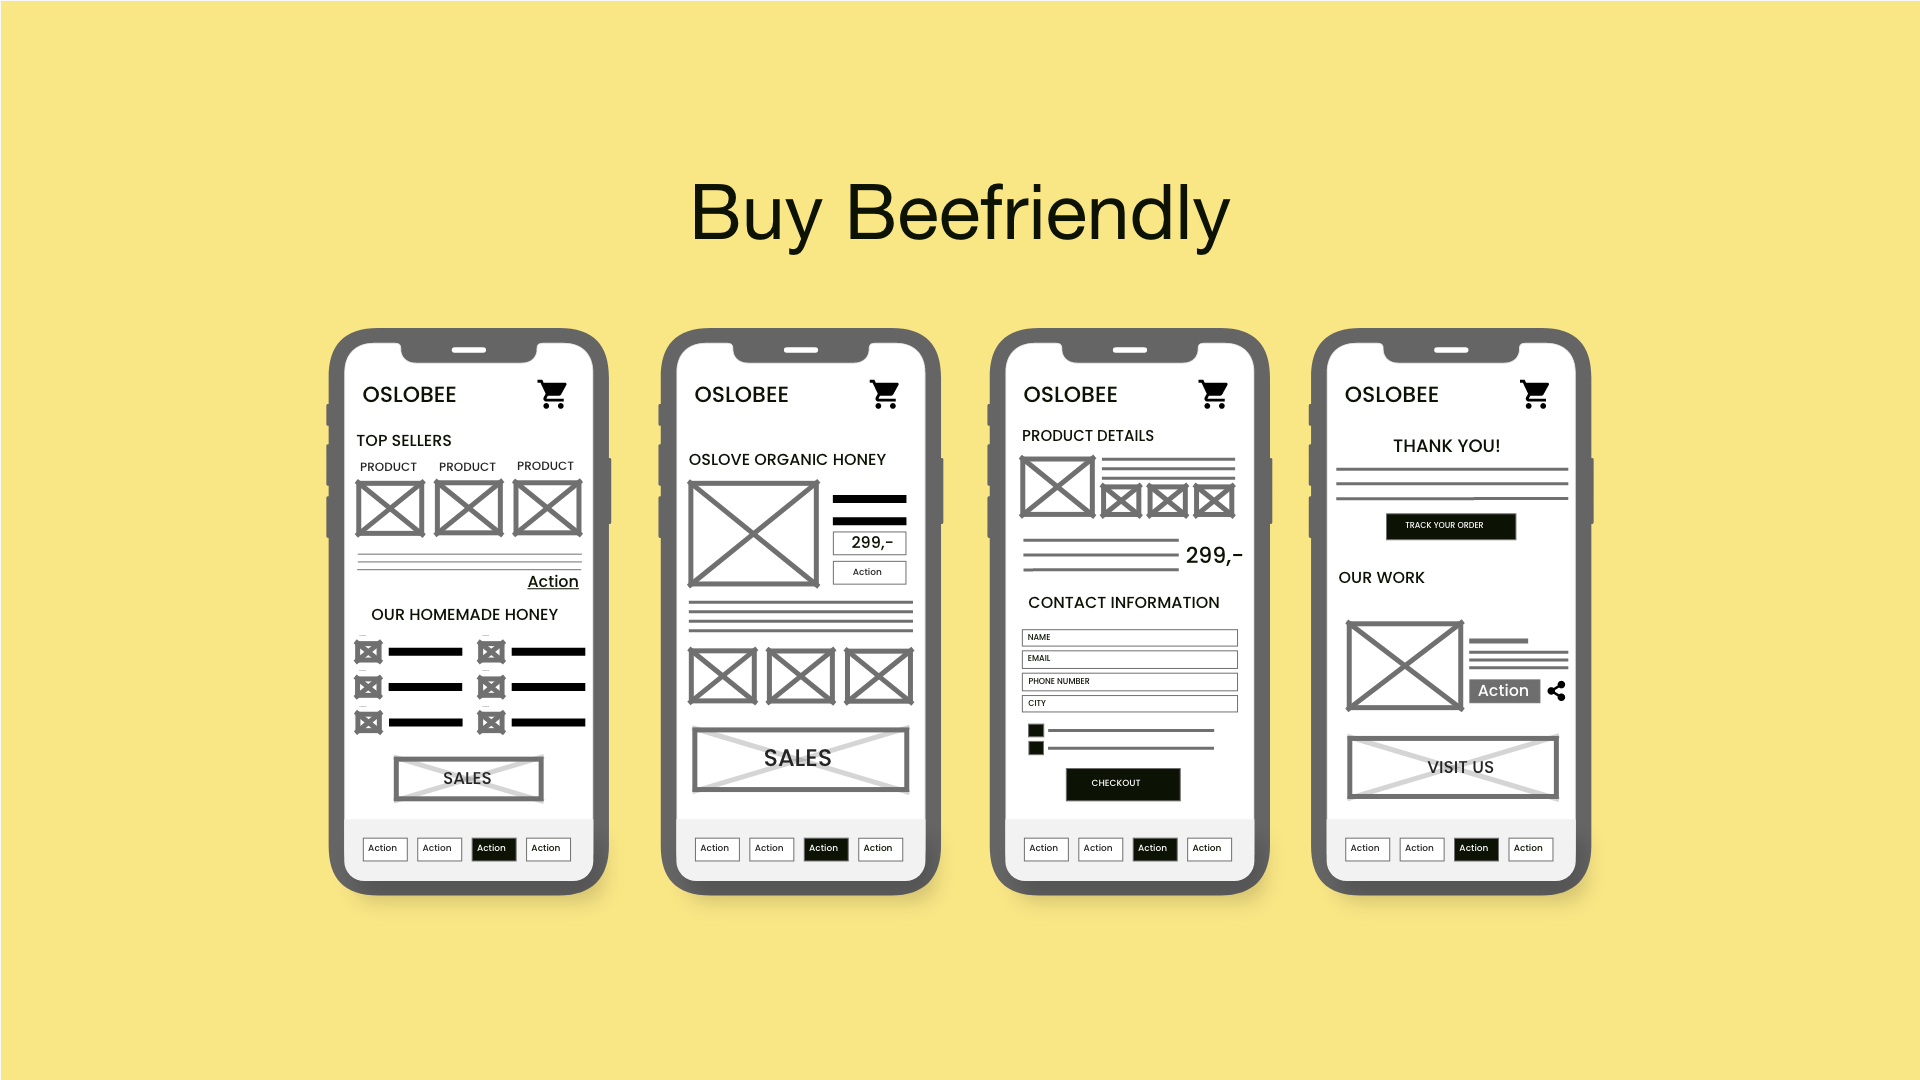 Buy Beefriendly
OSLOBEE
TOP SELLERS
PRODUCT PRODUCT PRODUCT
Action
OUR HOMEMADE HONEY
SALES
Action Action Action Action
OSLOBEE
OSLOVE ORGANIC HONEY
299,-
Action
SALES
Action Action Action Action
OSLOBEE
PRODUCT DETAILS
299,-
CONTACT INFORMATION
NAME
EMAIL
PHONE NUMBER
CITY
CHECKOUT
Action Action Action Action
OSLOBEE
THANK YOU!
TRACK YOUR ORDER
OUR WORK
Action
VISIT US
Action Action Action Action